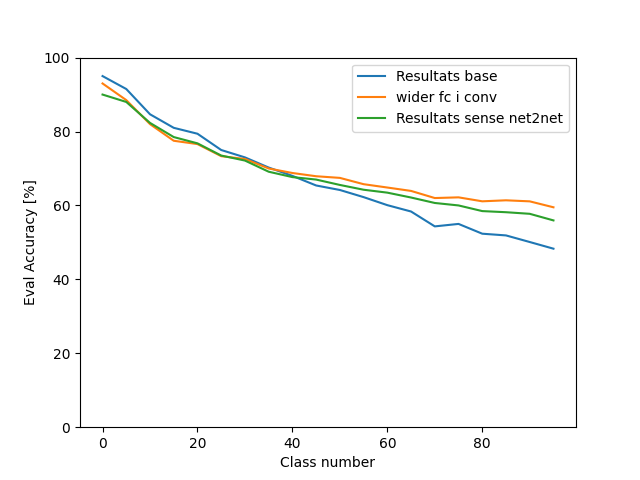 100
80
60
40
20
0
Eval Accuracy [%]
Resultats base
wider fc i conv
Resultats sense net2net
0 20 40 60 80
Class number